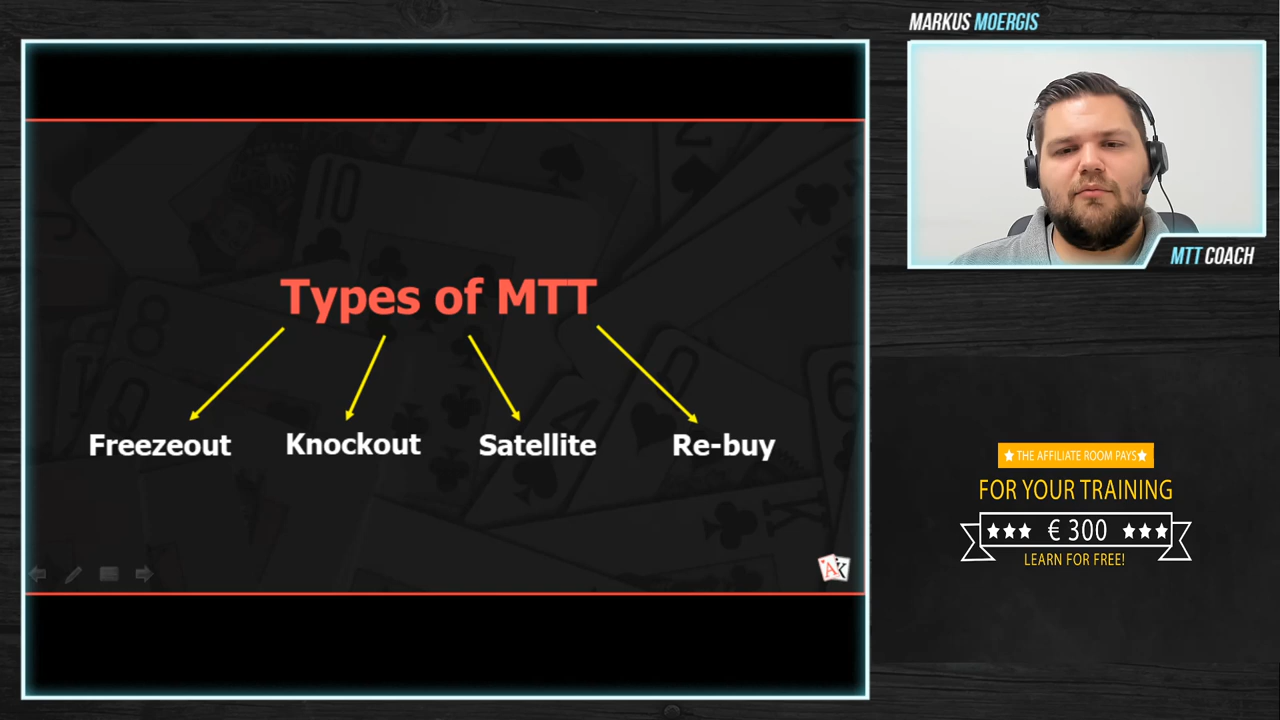 MARKUS MOERGIS
MTT COACH
Types of MTT
Freezeout
Knockout
Satellite
Re-buy
THE AFFILIATE ROOM PAYS
FOR YOUR TRAINING
€ 300
LEARN FOR FREE!